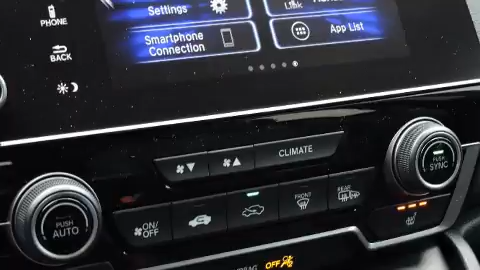 PHONE
Settings
Link
Smartphone
Connection
App List
BACK
CLIMATE
PUSH
SYNC
PUSH
AUTO
ON/
OFF
FRONT
REAR
OFF